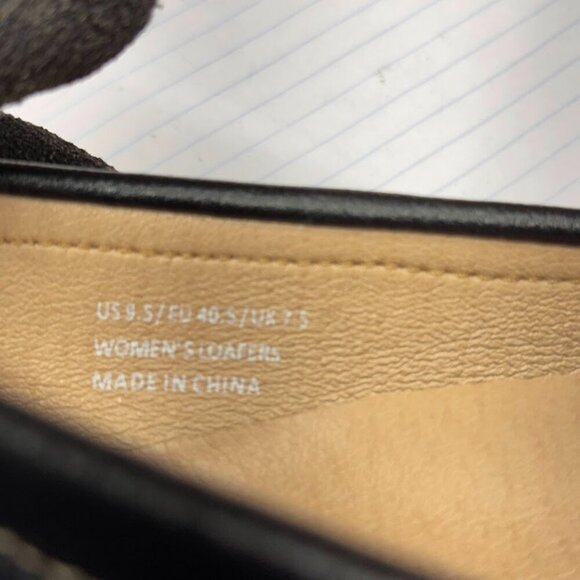 US 9.5/EU 40.5/UK 7.5
WOMEN'S LOAFERS
MADE IN CHINA